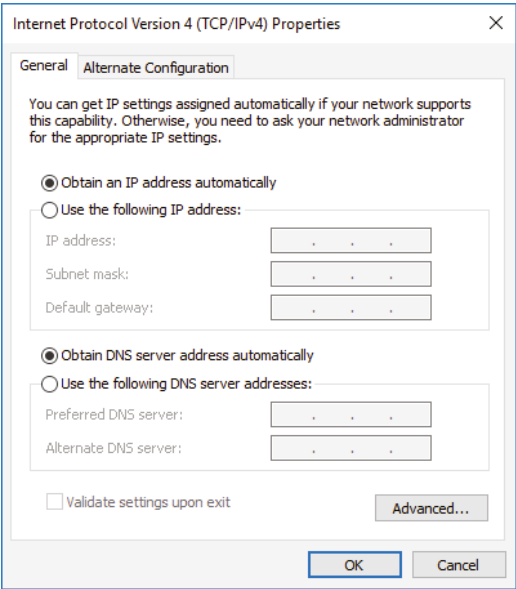 Internet Protocol Version 4 (TCP/IPv4) Properties
General
Alternate Configuration
You can get IP settings assigned automatically if your network supports
this capability. Otherwise, you need to ask your network administrator
for the appropriate IP settings.
Obtain an IP address automatically
Use the following IP address:
IP address:
. . .
Subnet mask:
. . .
Default gateway:
. . .
Obtain DNS server address automatically
Use the following DNS server addresses:
Preferred DNS server:
. . .
Alternate DNS server:
. . .
Validate settings upon exit
Advanced...
OK
Cancel